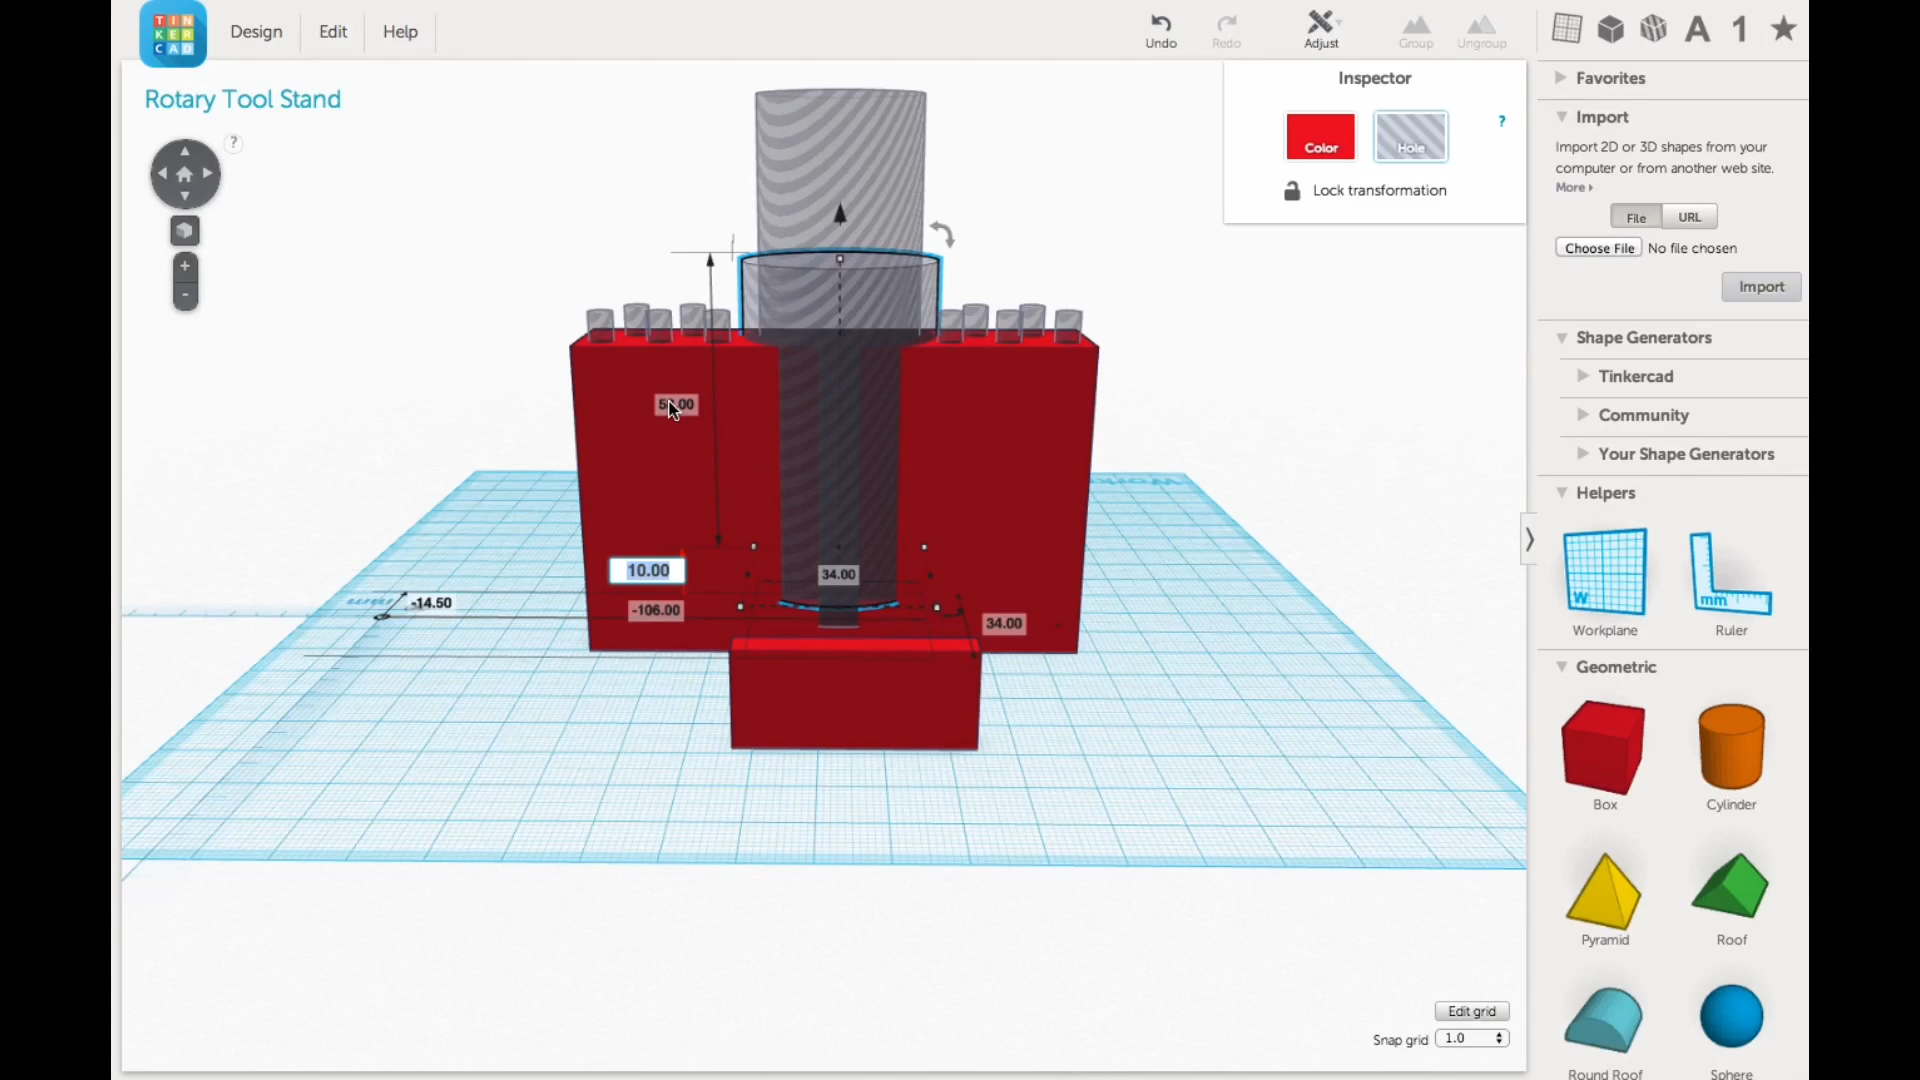 TIN
KER
CAD
Design
Edit
Help
Undo
Redo
Adjust
Group
Ungroup
A
1
Rotary Tool Stand
?
+
-
Inspector
Color
Hole
?
Lock transformation
Favorites
Import
Import 2D or 3D shapes from your
computer or from another web site.
More
File
URL
Choose File
No file chosen
Import
Shape Generators
Tinkercad
Community
Your Shape Generators
Helpers
W
mm
Workplane
Ruler
Geometric
Box
Cylinder
Pyramid
Roof
Round Roof
Sphere
10.00
34.00
-14.50
-106.00
34.00
Edit grid
Snap grid
1.0